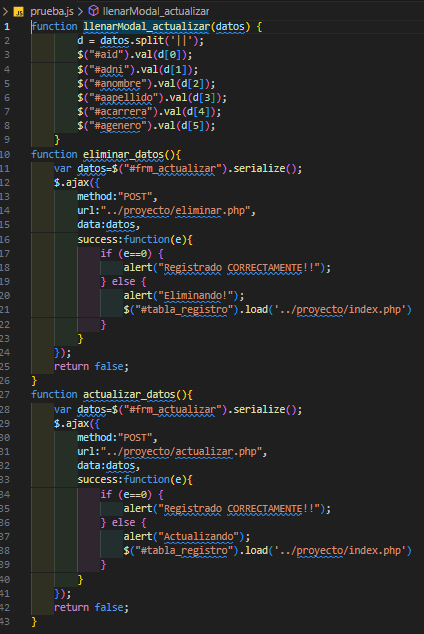 prueba.js > llenarModal_actualizar
1 function llenarModal_actualizar(datos) {
2 d = datos.split('||');
3 $("#aid").val(d[0]);
4 $("#adni").val(d[1]);
5 $("#anombre").val(d[2]);
6 $("#aapellido").val(d[3]);
7 $("#acarrera").val(d[4]);
8 $("#agenero").val(d[5]);
9 }
10 function eliminar_datos(){
11 var datos=$("#frm_actualizar").serialize();
12 $.ajax({
13 method:"POST",
14 url:"../proyecto/eliminar.php",
15 data:datos,
16 success:function(e){
17 if (e==0) {
18 alert("Registrado CORRECTAMENTE!!");
19 } else {
20 alert("Eliminando!");
21 $("#tabla_registro").load('../proyecto/index.php')
22 }
23 }
24 });
25 return false;
26 }
27 function actualizar_datos(){
28 var datos=$("#frm_actualizar").serialize();
29 $.ajax({
30 method:"POST",
31 url:"../proyecto/actualizar.php",
32 data:datos,
33 success:function(e){
34 if (e==0) {
35 alert("Registrado CORRECTAMENTE!!");
36 } else {
37 alert("Actualizando");
38 $("#tabla_registro").load('../proyecto/index.php')
39 }
40 }
41 });
42 return false;
43 }